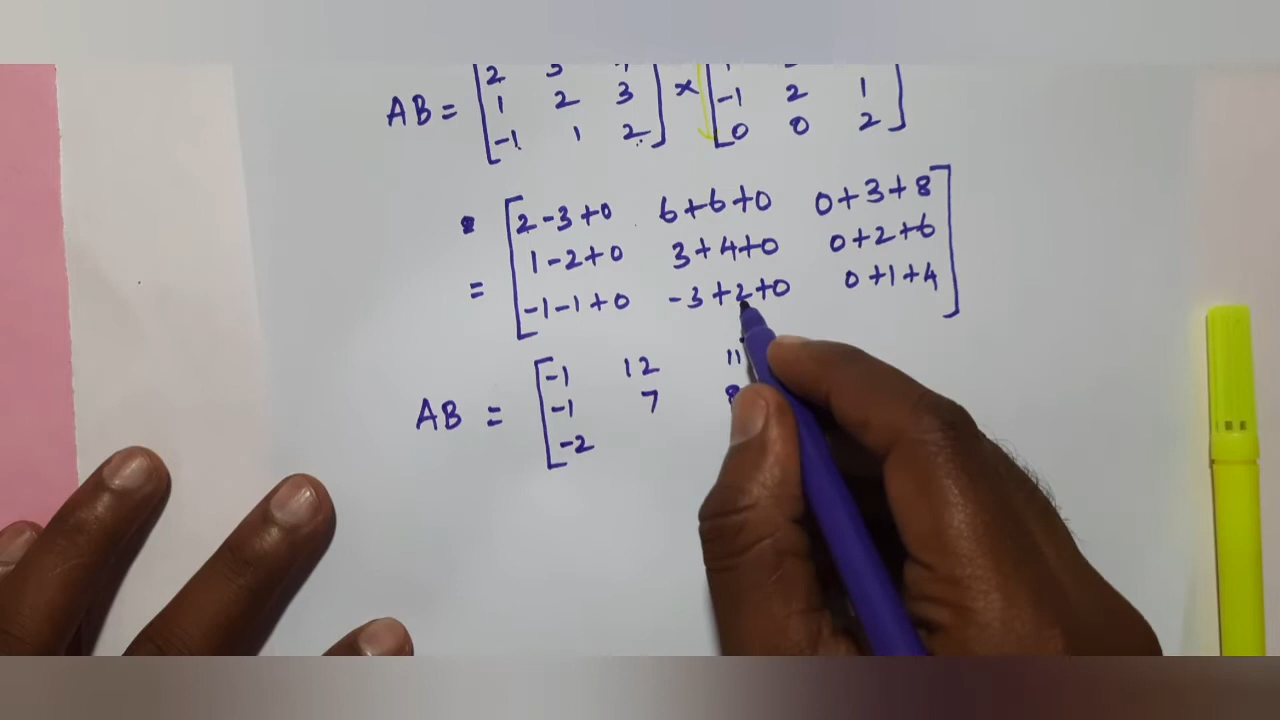 2 3
AB = 1 2 3 × -1 2 1
-1 1 2 0 0 2
2-3+0 6+6+0 0+3+8
1-2+0 3+4+0 0+2+6
= -1-1+0 -3+2+0 0+1+4
-1 12 11
AB = -1 7 8
-2